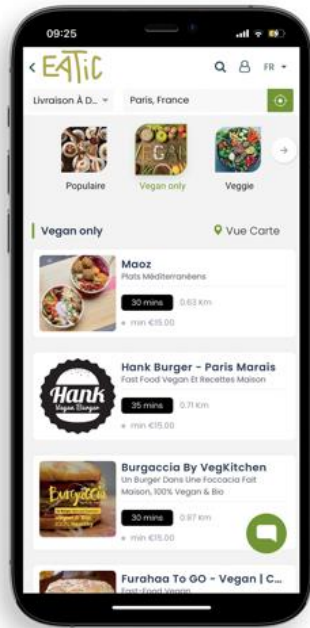 09:25
EATiC
FR
Livraison À D...
Paris, France
VEGAN
Populaire
Vegan only
Veggie
Vegan only
Vue Carte
Maoz
Plats Méditerranéens
30 mins
0.63 Km
min €15.00
Hank
Vegan Burger
Hank Burger - Paris Marais
Fast Food Vegan Et Recettes Maison
35 mins
0.71 Km
min €15.00
Burgaccia
Burgaccia By VegKitchen
Un Burger Dans Une Foccacia Fait
Maison, 100% Vegan & Bio
30 mins
0.87 Km
min €15.00
Furahaa To GO - Vegan | C...
Fast-Food Vegan